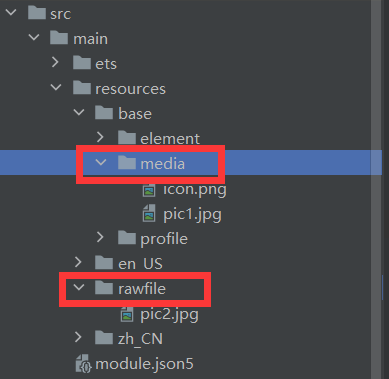 src
main
ets
resources
base
element
media
icon.png
pic1.jpg
profile
en_US
rawfile
pic2.jpg
zh_CN
module.json5